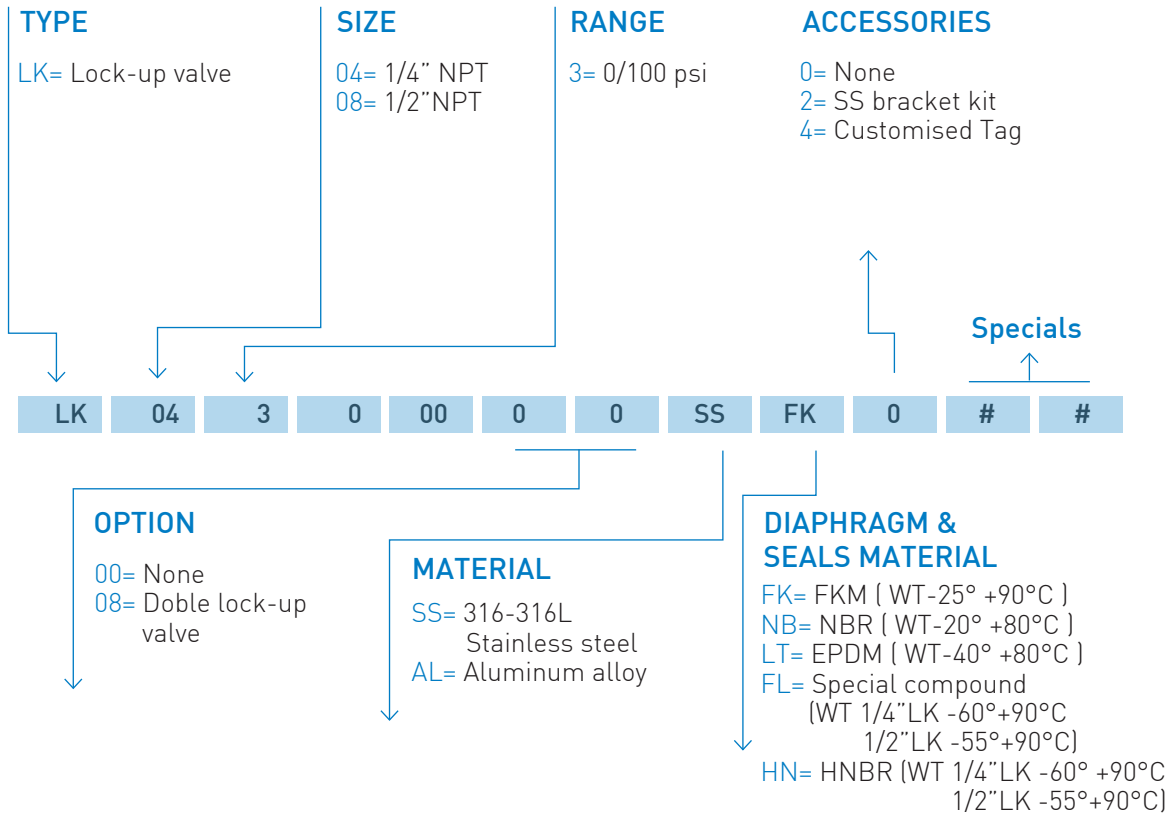 TYPE
LK= Lock-up valve
SIZE
04= 1/4” NPT
08= 1/2”NPT
RANGE
3= 0/100 psi
ACCESSORIES
0= None
2= SS bracket kit
4= Customised Tag
Specials
LK 04 3 0 00 0 0 SS FK 0 # #
OPTION
00= None
08= Doble lock-up
valve
MATERIAL
SS= 316-316L
Stainless steel
AL= Aluminum alloy
DIAPHRAGM &
SEALS MATERIAL
FK= FKM ( WT-25° +90°C )
NB= NBR ( WT-20° +80°C )
LT= EPDM ( WT-40° +80°C )
FL= Special compound
(WT 1/4”LK -60°+90°C
1/2”LK -55°+90°C)
HN= HNBR (WT 1/4”LK -60° +90°C
1/2”LK -55°+90°C)